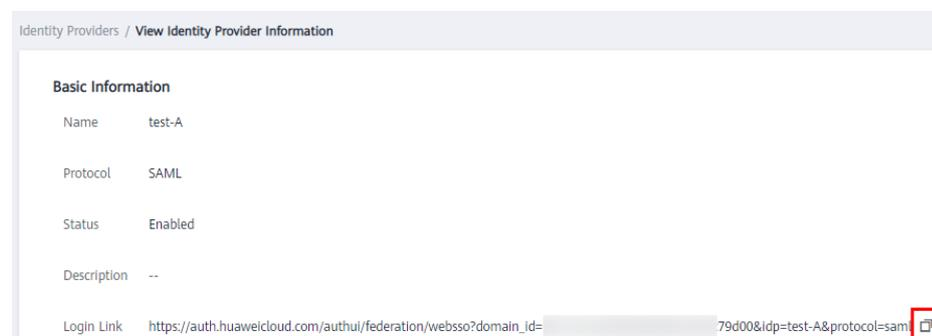 Identity Providers / View Identity Provider Information
Basic Information
Name test-A
Protocol SAML
Status Enabled
Description --
Login Link https://auth.huaweicloud.com/authui/federation/websso?domain_id= 79d00&idp=test-A&protocol=saml